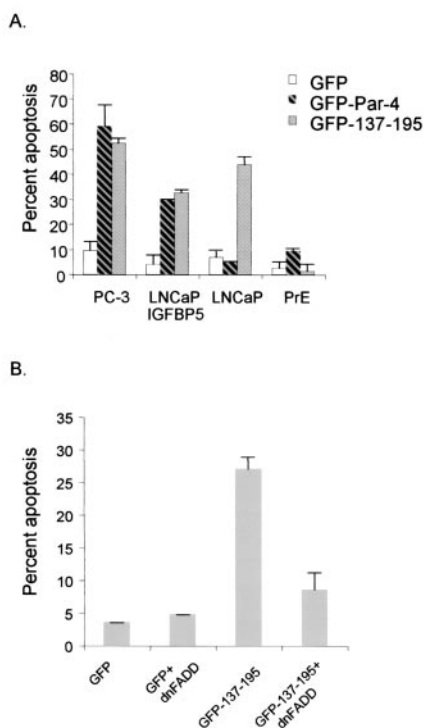 A.
GFP
GFP-Par-4
GFP-137-195
Percent apoptosis
80
70
60
50
40
30
20
10
0
PC-3
LNCaP
IGFBP5
LNCaP
PrE
B.
Percent apoptosis
35
30
25
20
15
10
5
0
GFP
GFP+
dnFADD
GFP-137-195
GFP-137-195+
dnFADD